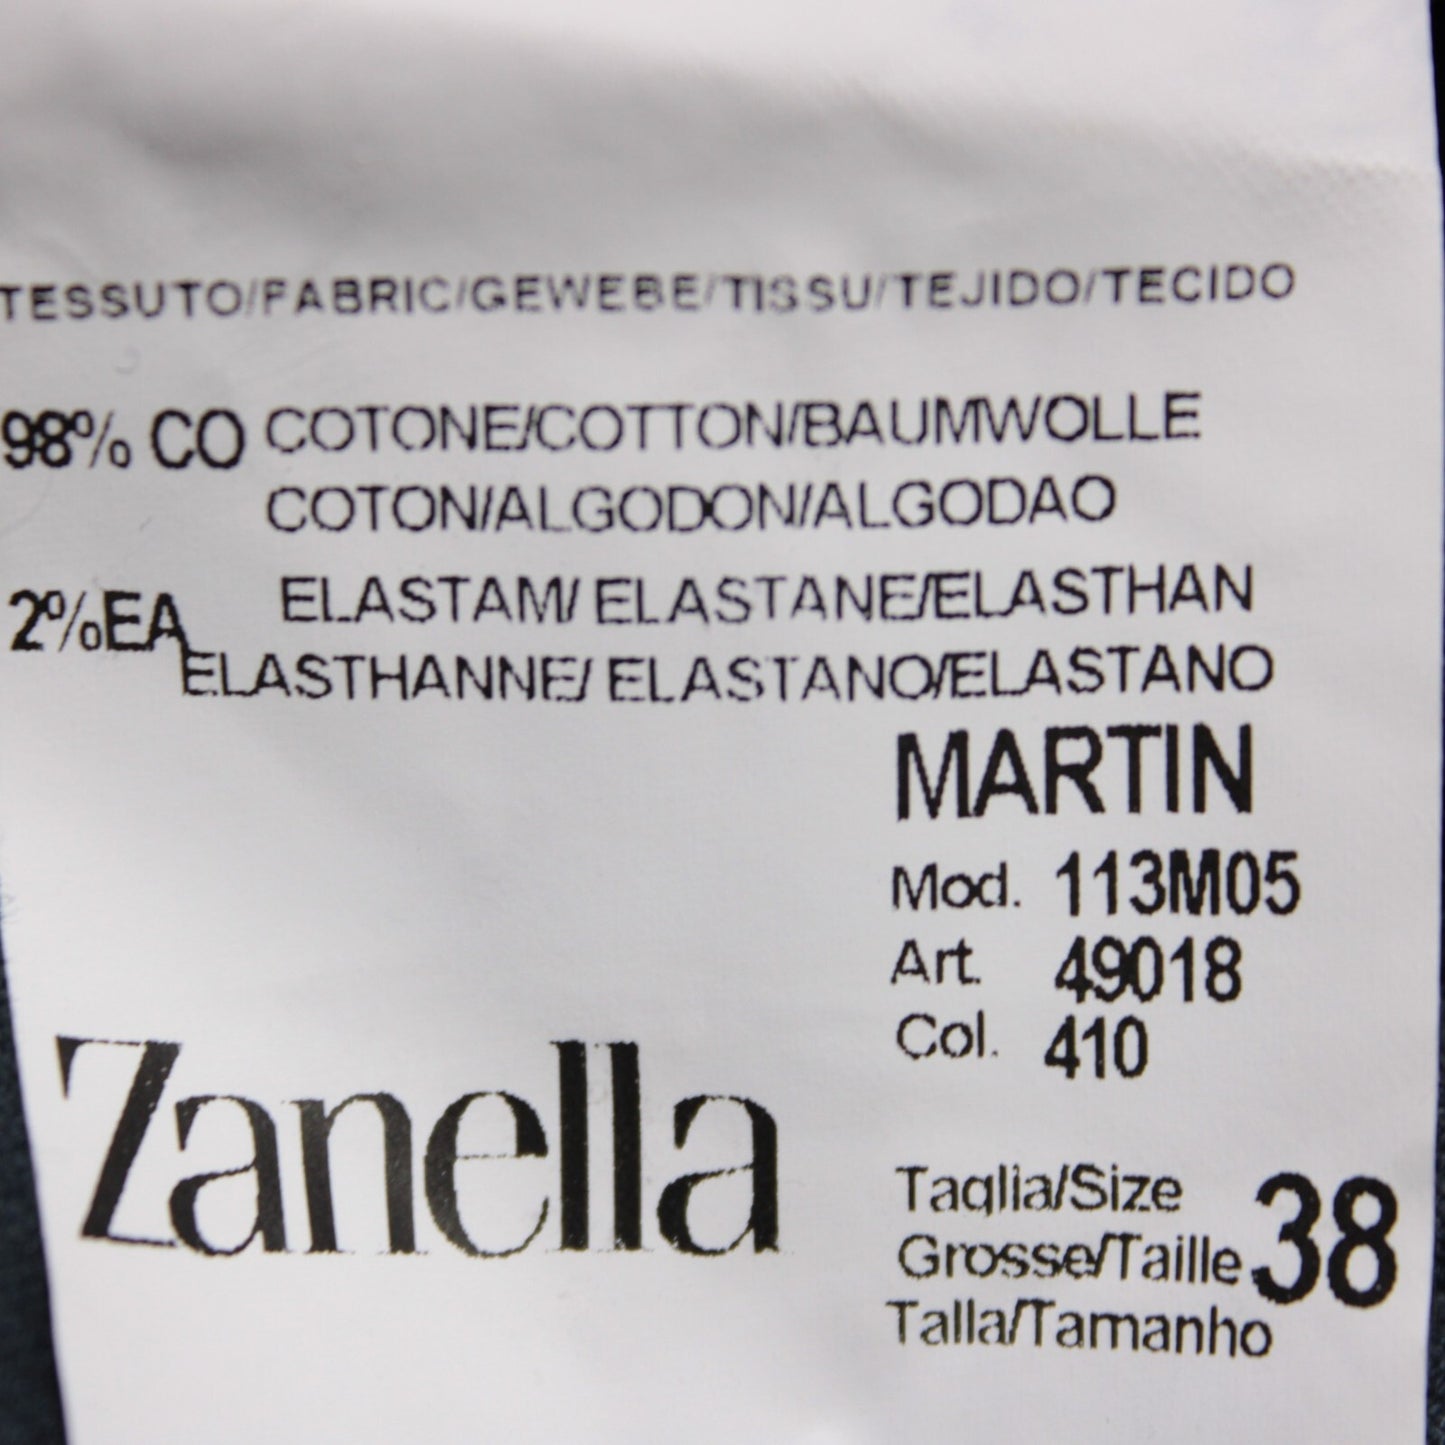 TESSUTO/FABRIC/GEWEBE/TISSU/TEJIDO/TECIDO
98% CO COTONE/COTTON/BAUMWOLLE
COTON/ALGODON/ALGODAO
2%EA ELASTAM/ ELASTANE/ELASTHAN
ELASTHANNE/ ELASTANO/ELASTANO
MARTIN
Mod. 113M05
Art. 49018
Col. 410
Zanella
Taglia/Size
Grosse/Taille 38
Talla/Tamanho